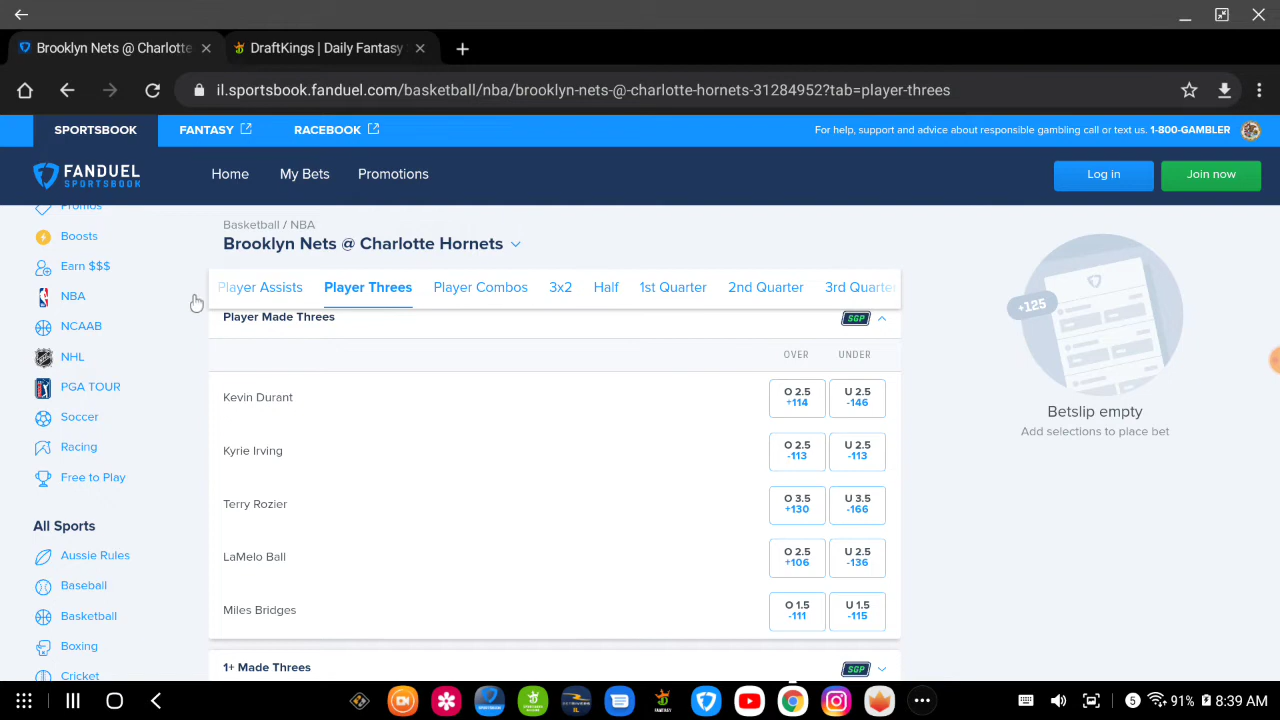 Brooklyn Nets @ Charlotte
DraftKings | Daily Fantasy
il.sportsbook.fanduel.com/basketball/nba/brooklyn-nets-@-charlotte-hornets-31284952?tab=player-threes
SPORTSBOOK FANTASY RACEBOOK For help, support and advice about responsible gambling call or text us. 1-800-GAMBLER
FANDUEL
SPORTSBOOK
Home My Bets Promotions Log in Join now
Promos
Boosts
Earn $$$
NBA
NCAAB
NHL
PGA TOUR
Soccer
Racing
Free to Play
All Sports
Aussie Rules
Baseball
Basketball
Boxing
Cricket
Basketball / NBA
Brooklyn Nets @ Charlotte Hornets
Player Assists Player Threes Player Combos 3x2 Half 1st Quarter 2nd Quarter 3rd Quarte
Player Made Threes SGP
OVER UNDER
Kevin Durant O 2.5 +114 U 2.5 -146
Kyrie Irving O 2.5 -113 U 2.5 -113
Terry Rozier O 3.5 +130 U 3.5 -166
LaMelo Ball O 2.5 +106 U 2.5 -136
Miles Bridges O 1.5 -111 U 1.5 -115
1+ Made Threes SGP
+125
Betslip empty
Add selections to place bet
5 91% 8:39 AM